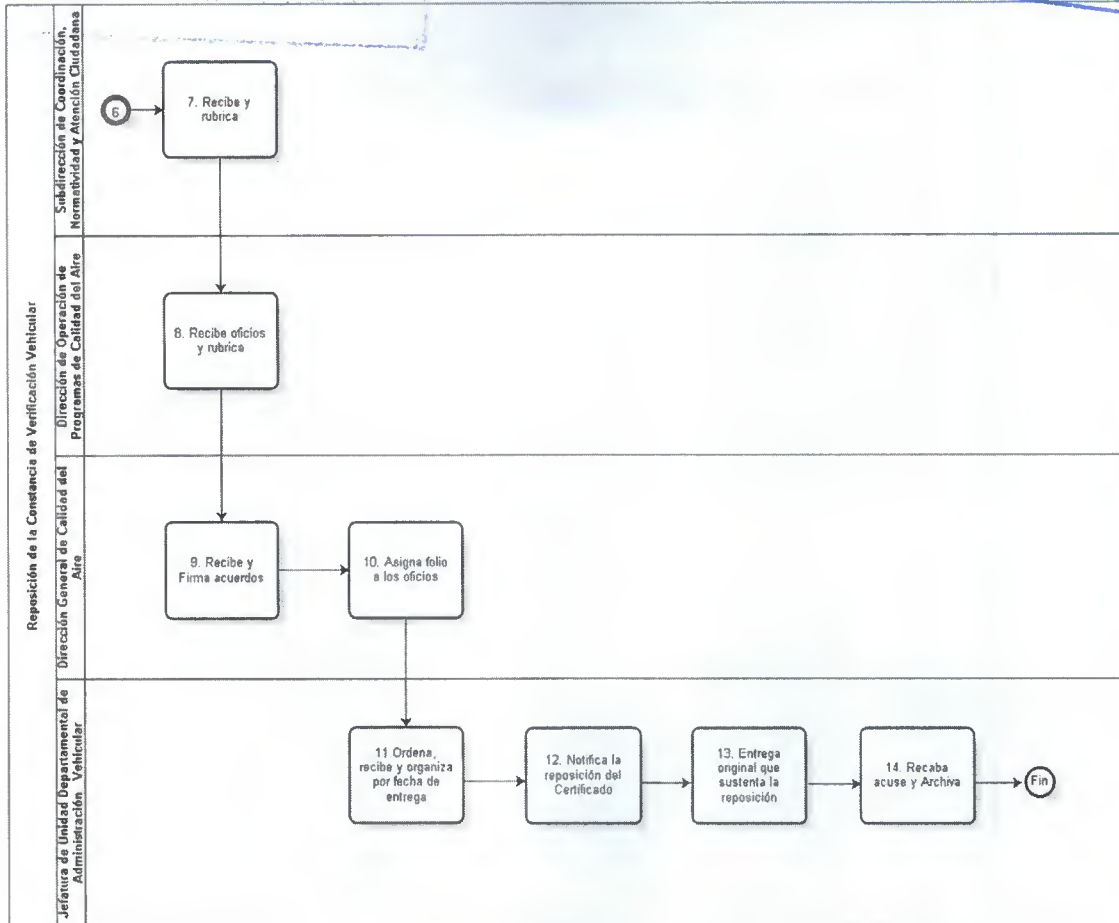 Reposición de la Constancia de Verificación Vehicular
Subdirección de Coordinación,
Normatividad y Atención Ciudadana
6
7. Recibe y
rubrica
Dirección de Operación de
Programas de Calidad del Aire
8. Recibe oficios
y rubrica
Dirección General de Calidad del
Aire
9. Recibe y
Firma acuerdos
10. Asigna folio
a los oficios
Jefatura de Unidad Departamental de
Administración Vehicular
11 Ordena,
recibe y organiza
por fecha de
entrega
12. Notifica la
reposición del
Certificado
13. Entrega
original que
sustenta la
reposición
14. Recaba
acuse y Archiva
Fin